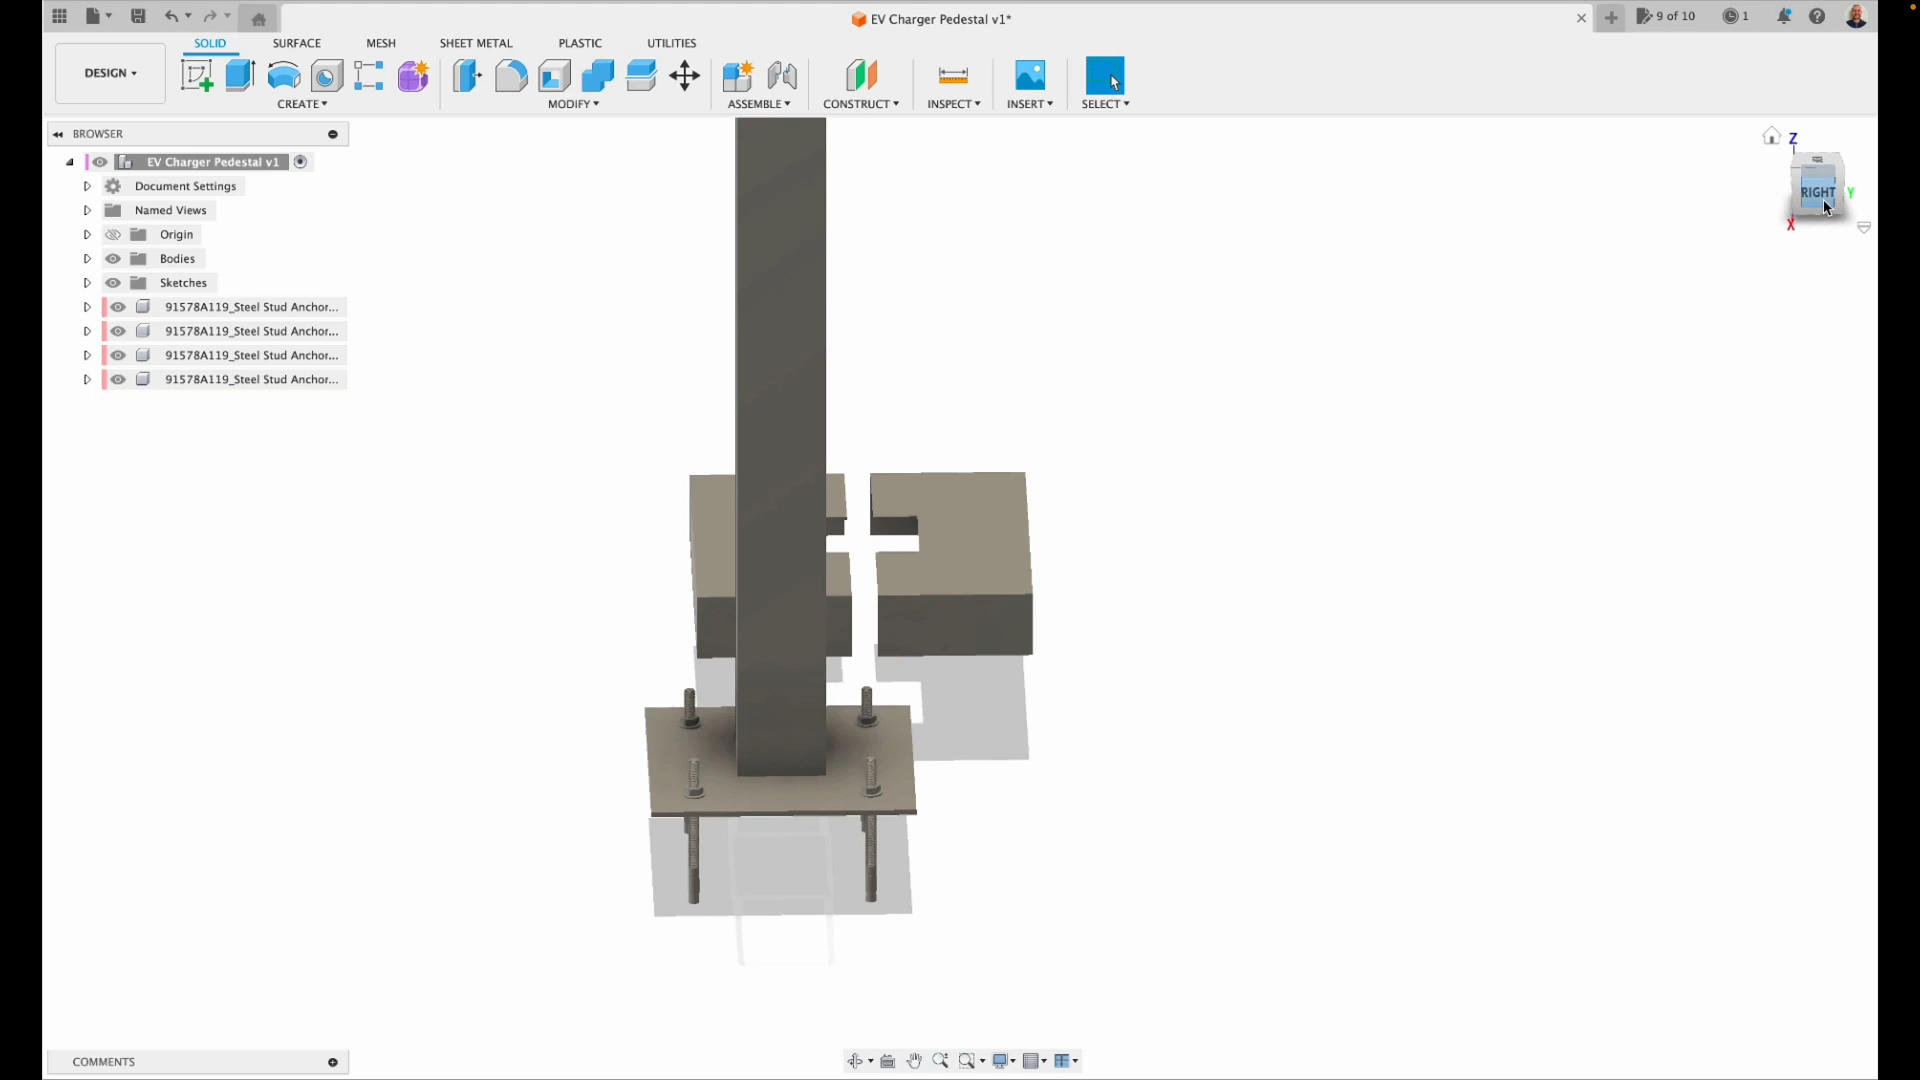 EV Charger Pedestal v1*
9 of 10
1
DESIGN
SOLID
SURFACE
MESH
SHEET METAL
PLASTIC
UTILITIES
CREATE
MODIFY
ASSEMBLE
CONSTRUCT
INSPECT
INSERT
SELECT
BROWSER
EV Charger Pedestal v1
Document Settings
Named Views
Origin
Bodies
Sketches
91578A119_Steel Stud Anchor...
91578A119_Steel Stud Anchor...
91578A119_Steel Stud Anchor...
91578A119_Steel Stud Anchor...
Z
RIGHT
Y
X
COMMENTS